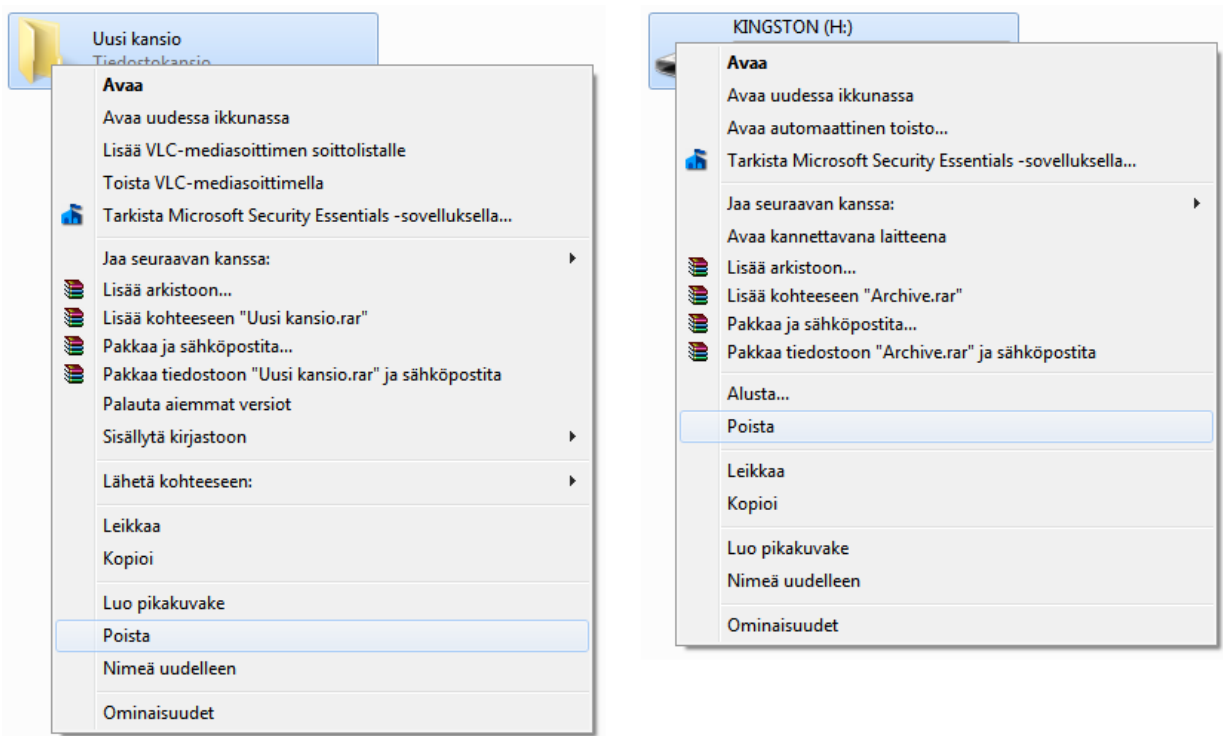 Uusi kansio
Tiedostokansio
Avaa
Avaa uudessa ikkunassa
Lisää VLC-mediasoittimen soittolistalle
Toista VLC-mediasoittimella
Tarkista Microsoft Security Essentials -sovelluksella...
Jaa seuraavan kanssa:
Lisää arkistoon...
Lisää kohteeseen "Uusi kansio.rar"
Pakkaa ja sähköpostita...
Pakkaa tiedostoon "Uusi kansio.rar" ja sähköpostita
Palauta aiemmat versiot
Sisällytä kirjastoon
Lähetä kohteeseen:
Leikkaa
Kopioi
Luo pikakuvake
Poista
Nimeä uudelleen
Ominaisuudet
KINGSTON (H:)
Avaa
Avaa uudessa ikkunassa
Avaa automaattinen toisto...
Tarkista Microsoft Security Essentials -sovelluksella...
Jaa seuraavan kanssa:
Avaa kannettavana laitteena
Lisää arkistoon...
Lisää kohteeseen "Archive.rar"
Pakkaa ja sähköpostita...
Pakkaa tiedostoon "Archive.rar" ja sähköpostita
Alusta...
Poista
Leikkaa
Kopioi
Luo pikakuvake
Nimeä uudelleen
Ominaisuudet